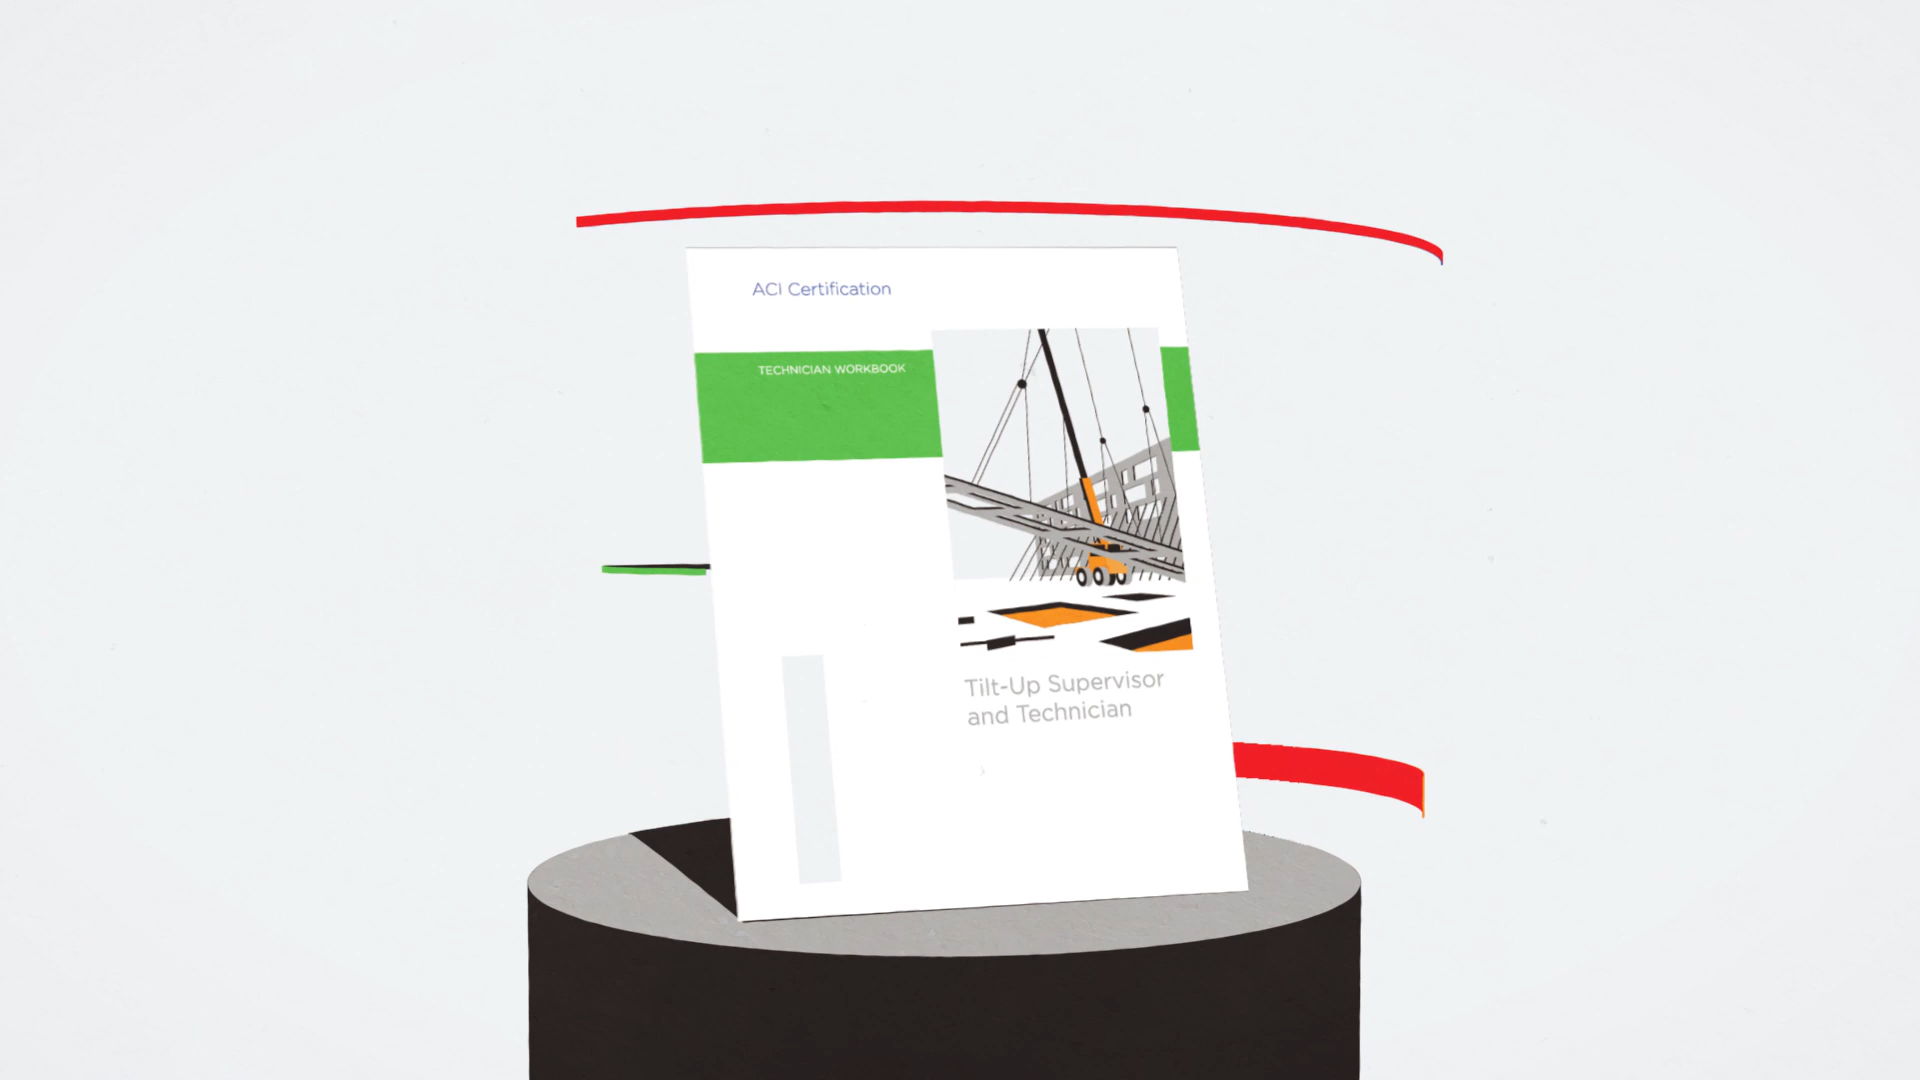 ACI Certification
TECHNICIAN WORKBOOK
Tilt-Up Supervisor
and Technician